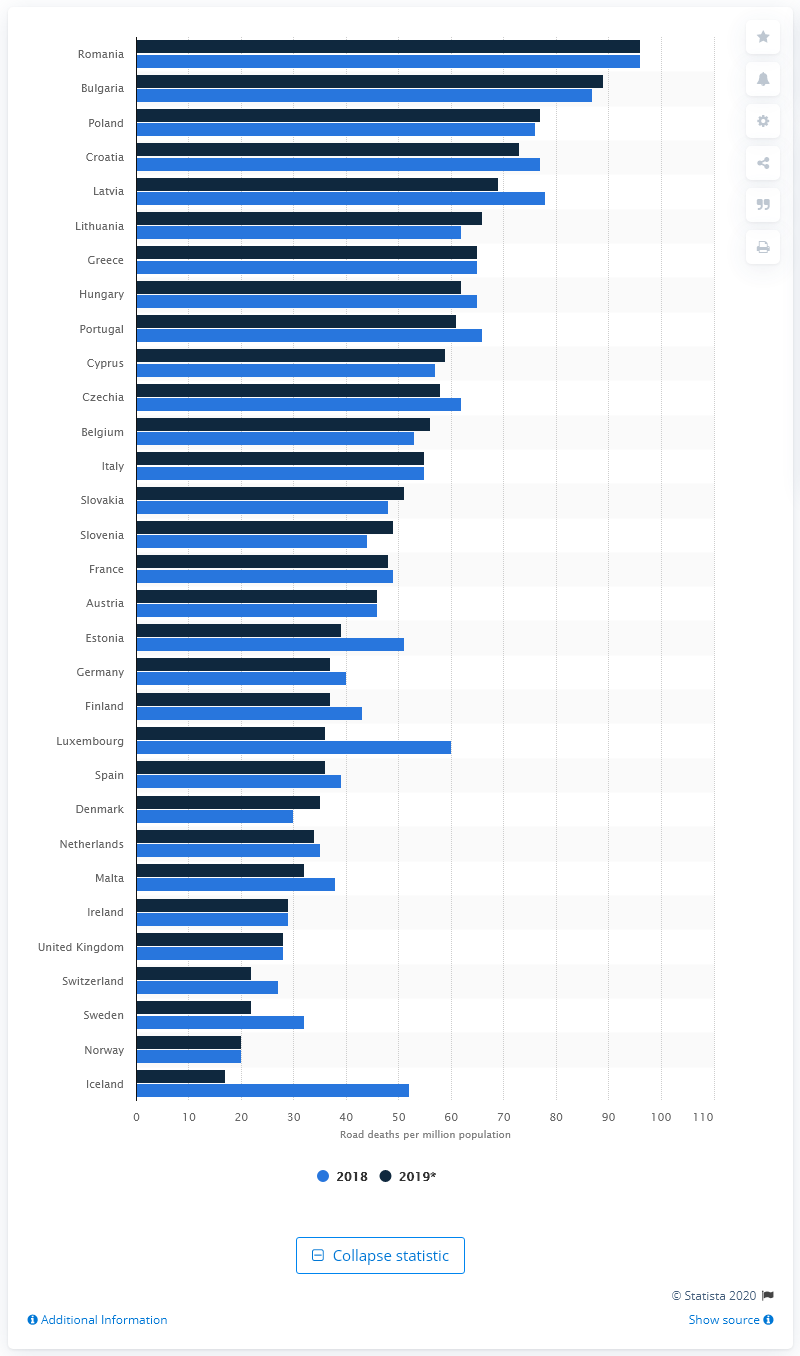 Romania
Bulgaria
Poland
Croatia
Latvia
Lithuania
Greece
Hungary
Portugal
Cyprus
Czechia
Belgium
Italy
Slovakia
Slovenia
France
Austria
Estonia
Germany
Finland
Luxembourg
Spain
Denmark
Netherlands
Malta
Ireland
United Kingdom
Switzerland
Sweden
Norway
Iceland
0 10 20 30 40 50 60 70 80 90 100 110
Road deaths per million population
2018 2019*
Collapse statistic
© Statista 2020
Additional Information Show source